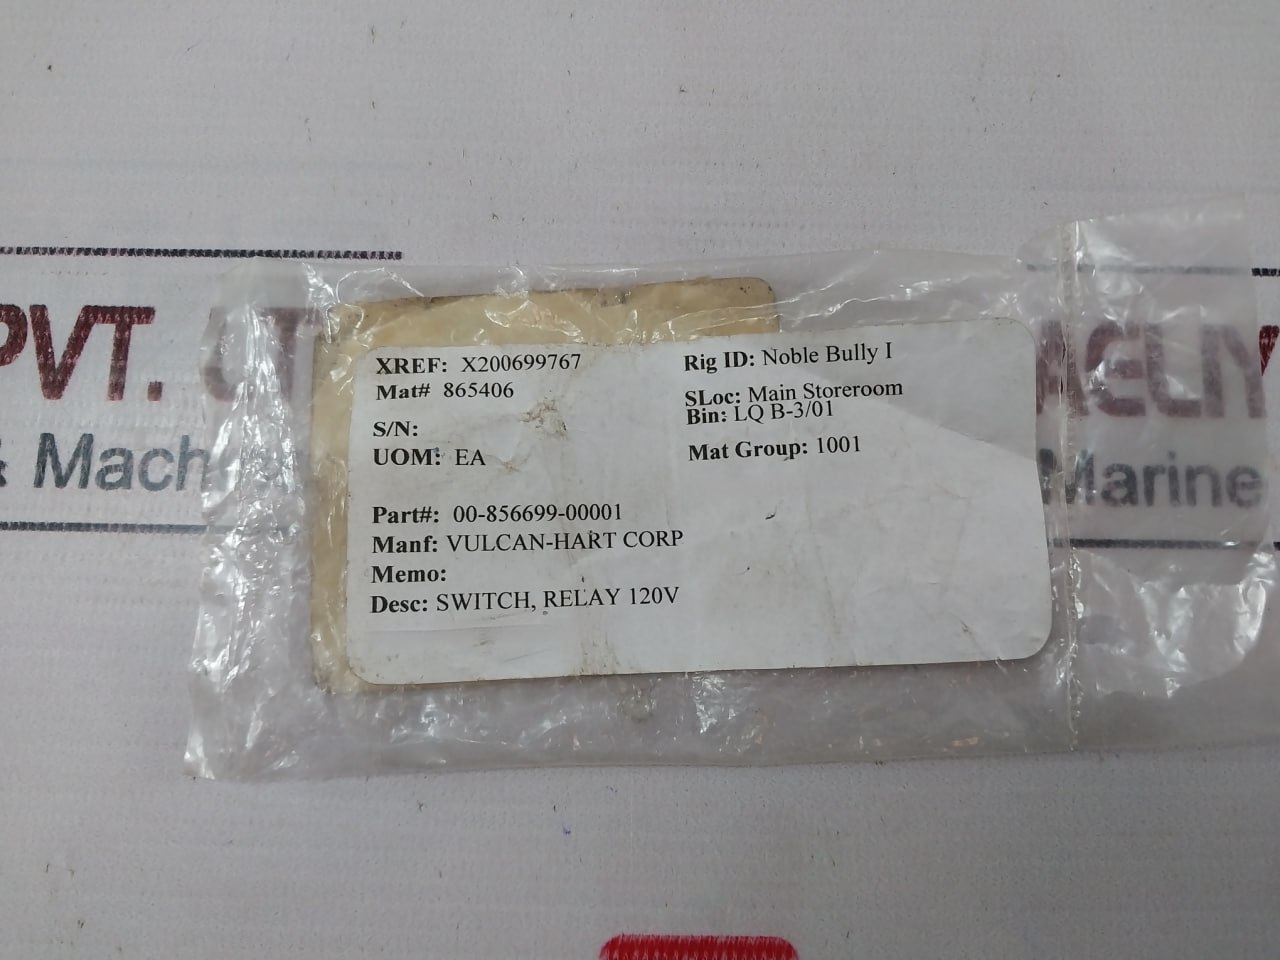 XREF: X200699767
Mat# 865406
S/N:
UOM: EA
Part#: 00-856699-00001
Manf: VULCAN-HART CORP
Memo:
Desc: SWITCH, RELAY 120V
Rig ID: Noble Bully I
SLoc: Main Storeroom
Bin: LQ B-3/01
Mat Group: 1001
PVT.
& Mach
Marine